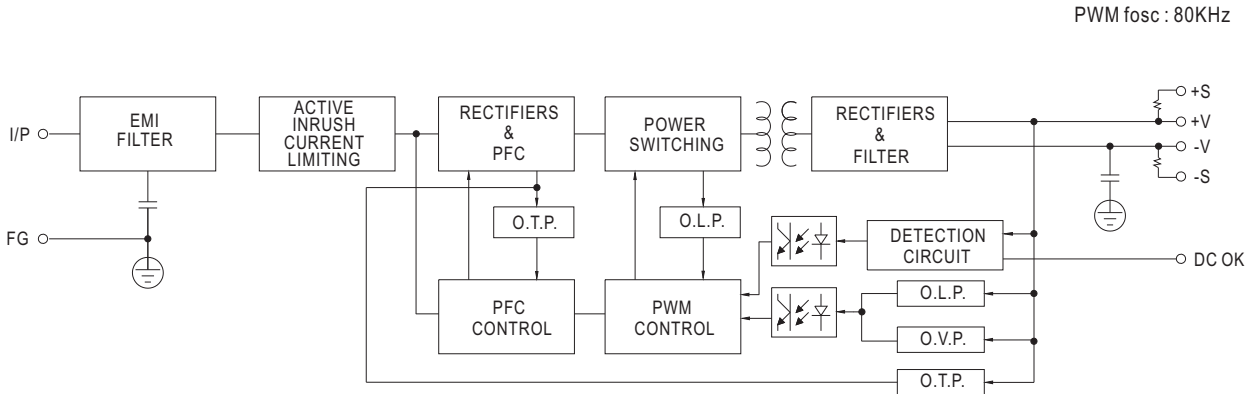 PWM fosc : 80KHz
I/P
EMI
FILTER
ACTIVE
INRUSH
CURRENT
LIMITING
RECTIFIERS
&
PFC
POWER
SWITCHING
RECTIFIERS
&
FILTER
+S
+V
-V
-S
FG
O.T.P.
O.L.P.
DETECTION
CIRCUIT
DC OK
PFC
CONTROL
PWM
CONTROL
O.L.P.
O.V.P.
O.T.P.